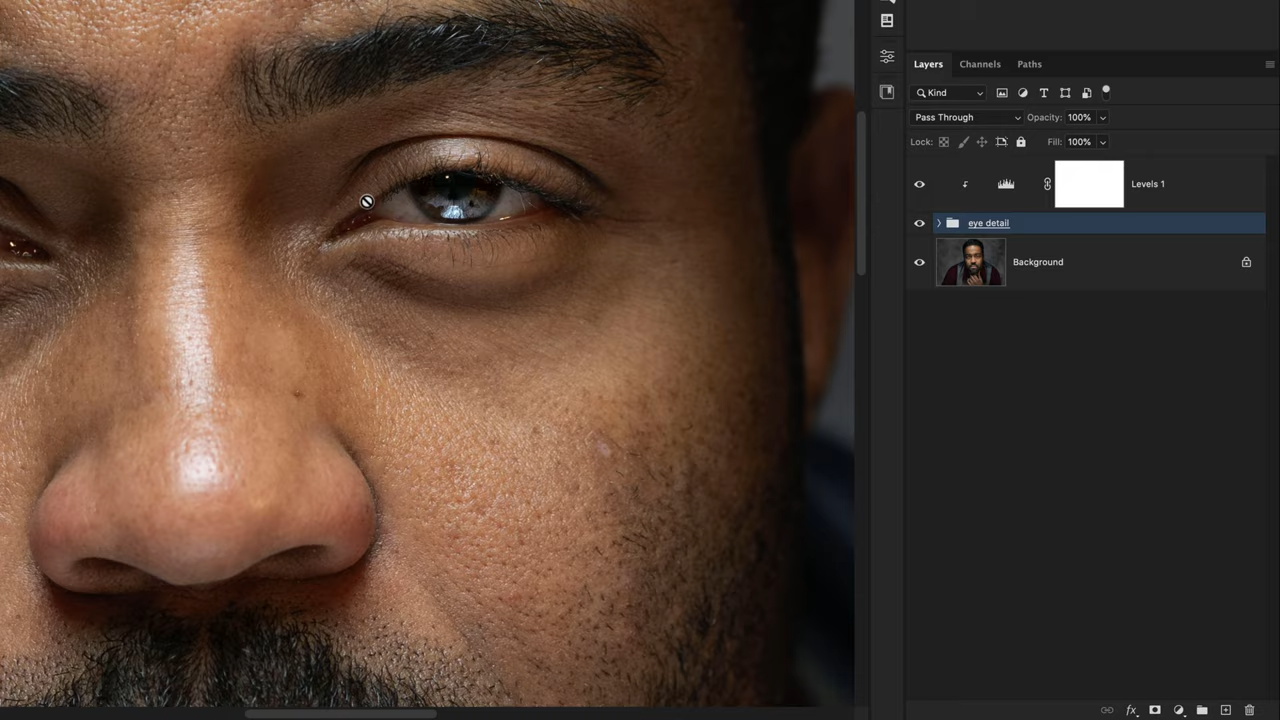 Layers Channels Paths
Kind
Pass Through Opacity: 100%
Lock: Fill: 100%
Levels 1
eye detail
Background